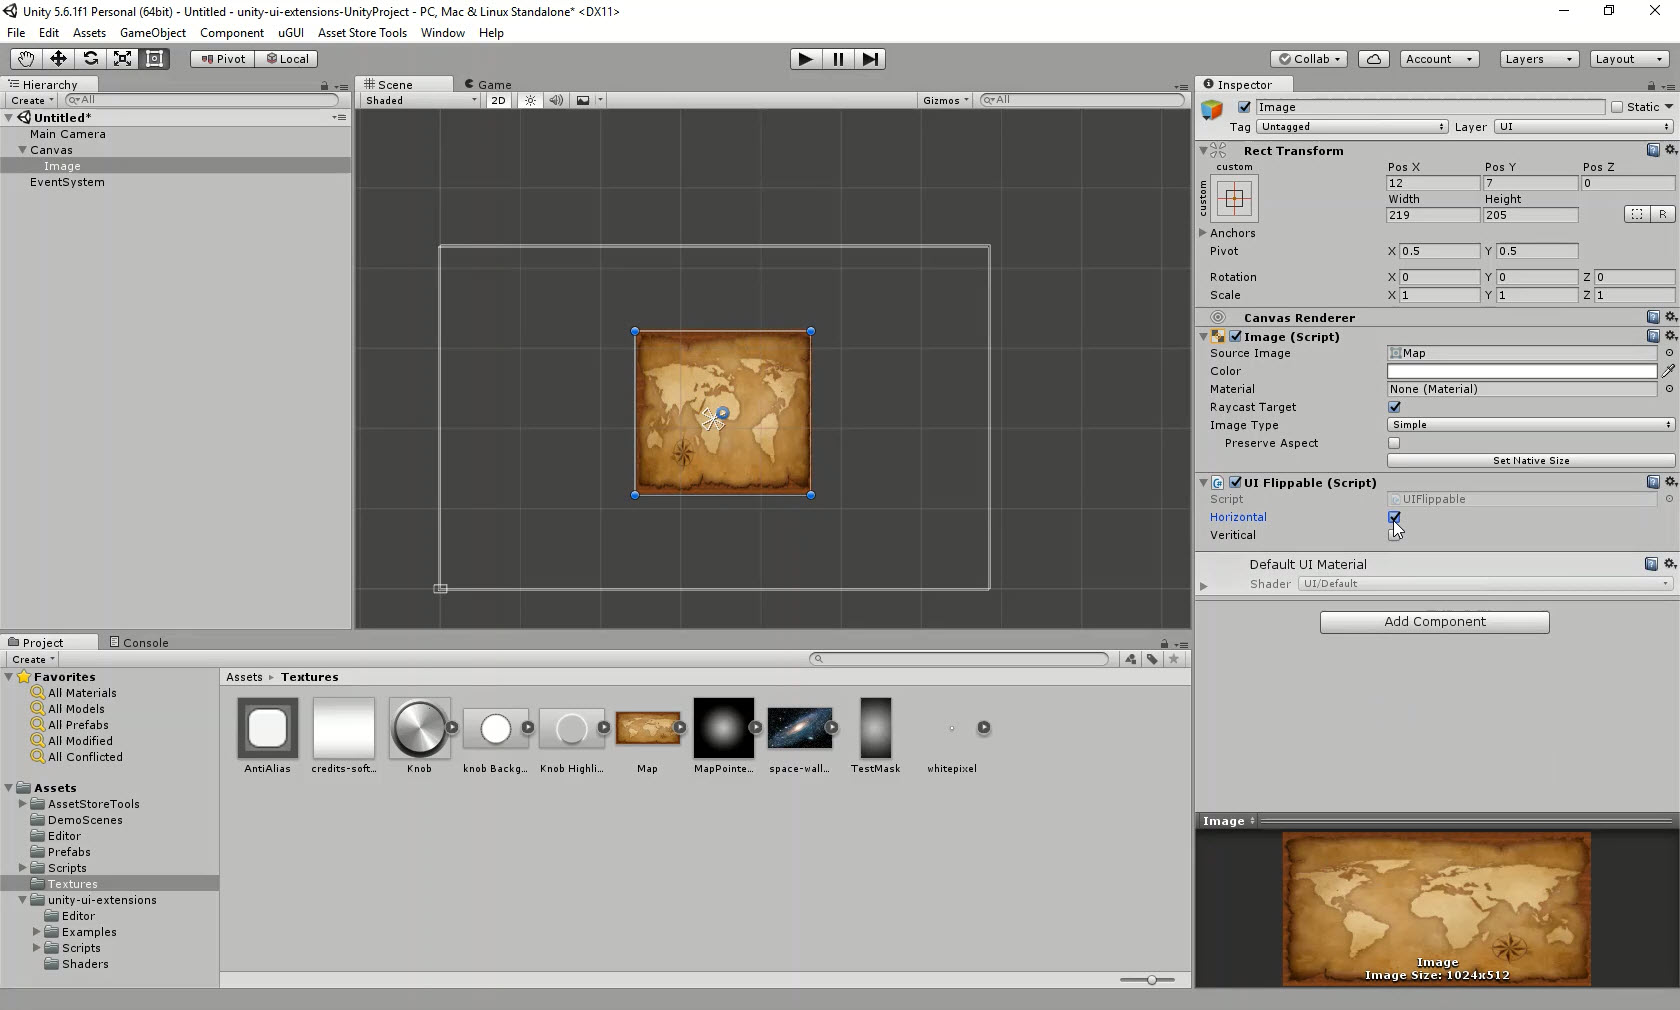 Unity 5.6.1f1 Personal (64bit) - Untitled - unity-ui-extensions-UnityProject - PC, Mac & Linux Standalone* <DX11>
File Edit Assets GameObject Component uGUI Asset Store Tools Window Help
Pivot Local Collab Account Layers Layout
Hierarchy
Create All
Untitled*
Main Camera
Canvas
Image
EventSystem
Scene Game
Shaded 2D Gizmos All
Inspector
Image Static
Tag Untagged Layer UI
Rect Transform
custom Pos X Pos Y Pos Z
custom 12 7 0
Width Height
219 205 R
Anchors
Pivot X 0.5 Y 0.5
Rotation X 0 Y 0 Z 0
Scale X 1 Y 1 Z 1
Canvas Renderer
Image (Script)
Source Image Map
Color
Material None (Material)
Raycast Target
Image Type Simple
Preserve Aspect
Set Native Size
UI Flippable (Script)
Script UIFlippable
Horizontal
Veritical
Default UI Material
Shader UI/Default
Add Component
Project Console
Create
Favorites
All Materials
All Models
All Prefabs
All Modified
All Conflicted
Assets
AssetStoreTools
DemoScenes
Editor
Prefabs
Scripts
Textures
unity-ui-extensions
Editor
Examples
Scripts
Shaders
Assets Textures
AntiAlias credits-soft... Knob knob Backg... Knob Highli... Map MapPointe... space-wall... TestMask whitepixel
Image
Image
Image Size: 1024x512